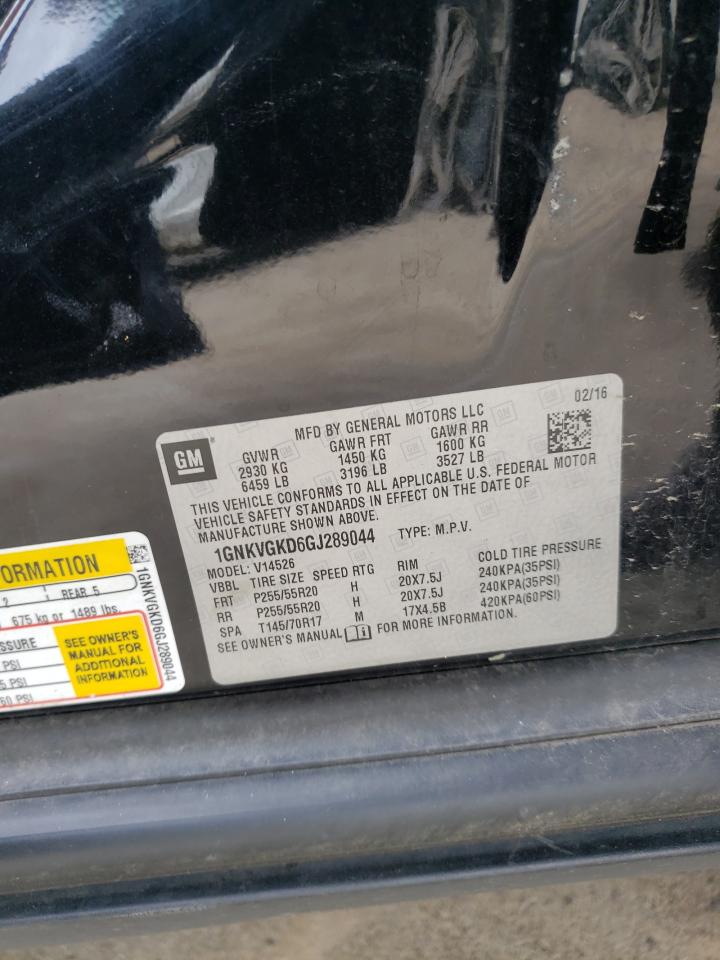 02/16
MFD BY GENERAL MOTORS LLC
GM
GVWR GAWR FRT GAWR RR
2930 KG 1450 KG 1600 KG
6459 LB 3196 LB 3527 LB
THIS VEHICLE CONFORMS TO ALL APPLICABLE U.S. FEDERAL MOTOR
VEHICLE SAFETY STANDARDS IN EFFECT ON THE DATE OF
MANUFACTURE SHOWN ABOVE.
1GNKVGKD6GJ289044 TYPE: M.P.V.
MODEL: V14526
VBBL TIRE SIZE SPEED RTG RIM COLD TIRE PRESSURE
FRT P255/55R20 H 20X7.5J 240KPA(35PSI)
RR P255/55R20 H 20X7.5J 240KPA(35PSI)
SPA T145/70R17 M 17X4.5B 420KPA(60PSI)
SEE OWNER'S MANUAL FOR MORE INFORMATION.
ORMATION
2 REAR 5
675 kg or 1489 lbs.
SSURE
PSI
5 PSI
60 PSI
SEE OWNER'S
MANUAL FOR
ADDITIONAL
INFORMATION
1GNKVGKD6GJ289044